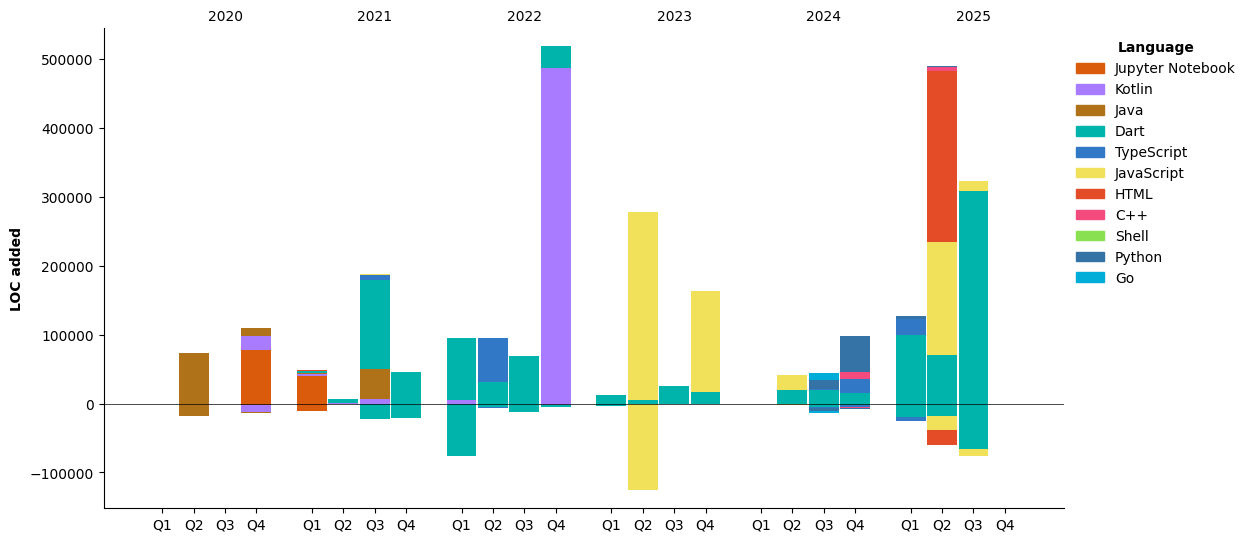 2020 2021 2022 2023 2024 2025
LOC added
500000
400000
300000
200000
100000
0
−100000
Q1 Q2 Q3 Q4 Q1 Q2 Q3 Q4 Q1 Q2 Q3 Q4 Q1 Q2 Q3 Q4 Q1 Q2 Q3 Q4 Q1 Q2 Q3 Q4
Language
Jupyter Notebook
Kotlin
Java
Dart
TypeScript
JavaScript
HTML
C++
Shell
Python
Go